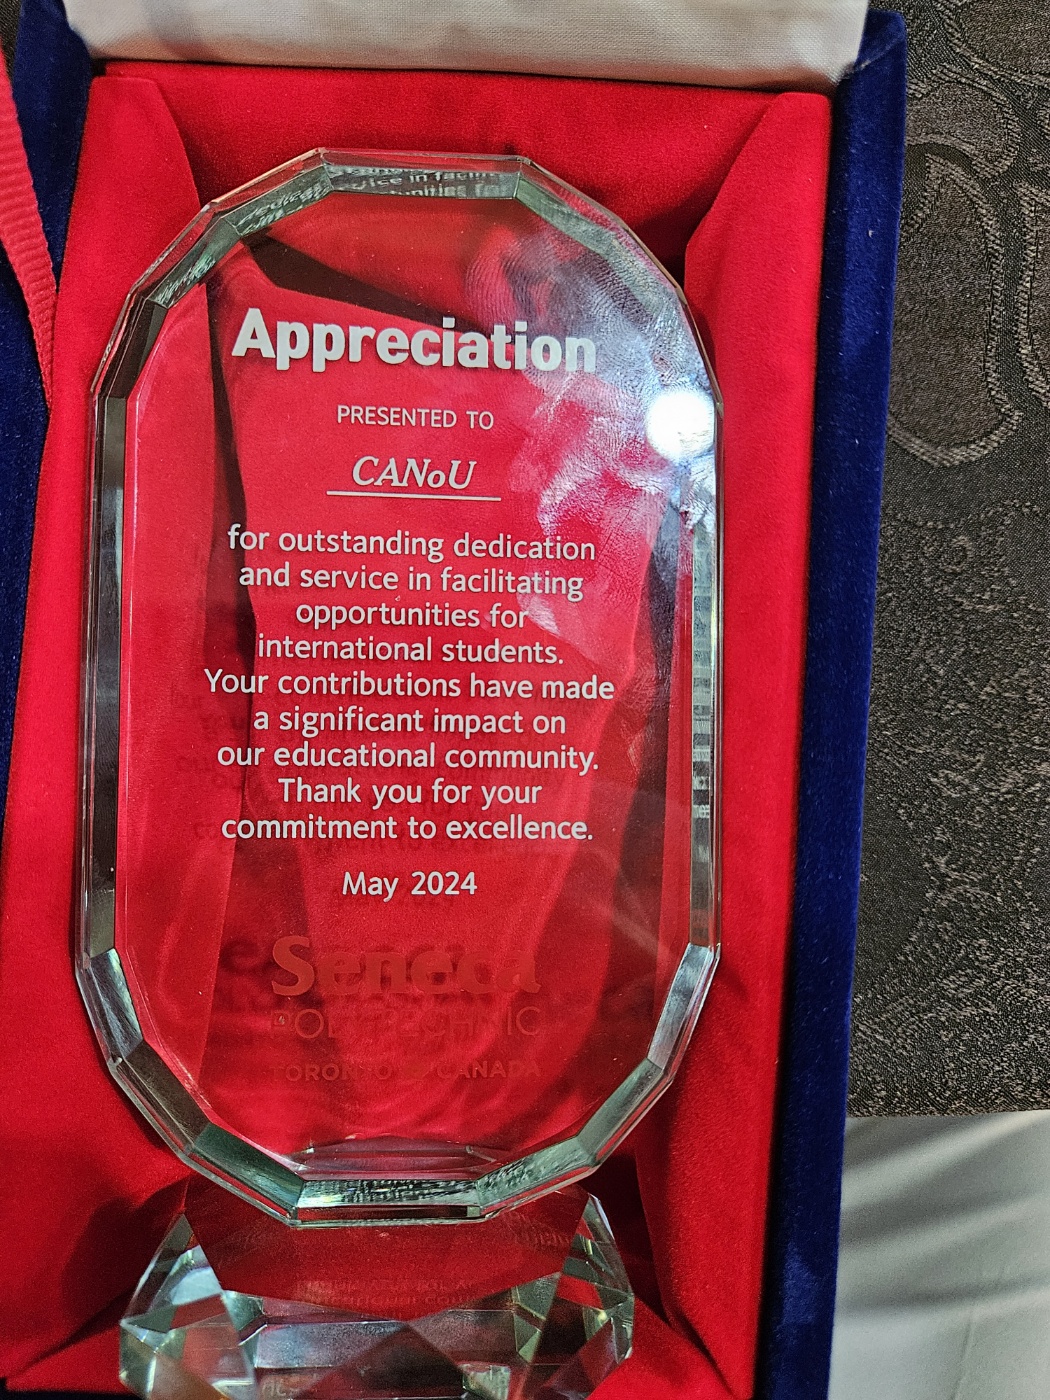 Appreciation
PRESENTED TO
CANoU
for outstanding dedication
and service in facilitating
opportunities for
international students.
Your contributions have made
a significant impact on
our educational community.
Thank you for your
commitment to excellence.
May 2024
Seneca
POLYTECHNIC
TORONTO CANADA